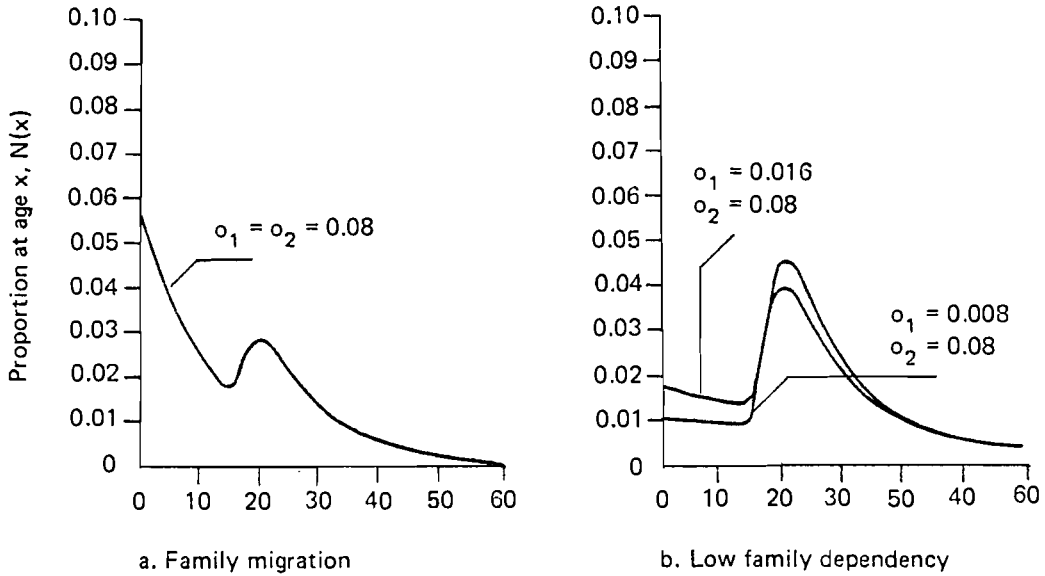 Proportion at age x, N(x)
0.10
0.09
0.08
0.07
0.06
0.05
0.04
0.03
0.02
0.01
0
o1 = o2 = 0.08
0 10 20 30 40 50 60
a. Family migration
0.10
0.09
0.08
0.07
0.06
0.05
0.04
0.03
0.02
0.01
0
o1 = 0.016
o2 = 0.08
o1 = 0.008
o2 = 0.08
0 10 20 30 50 40 60
b. Low family dependency